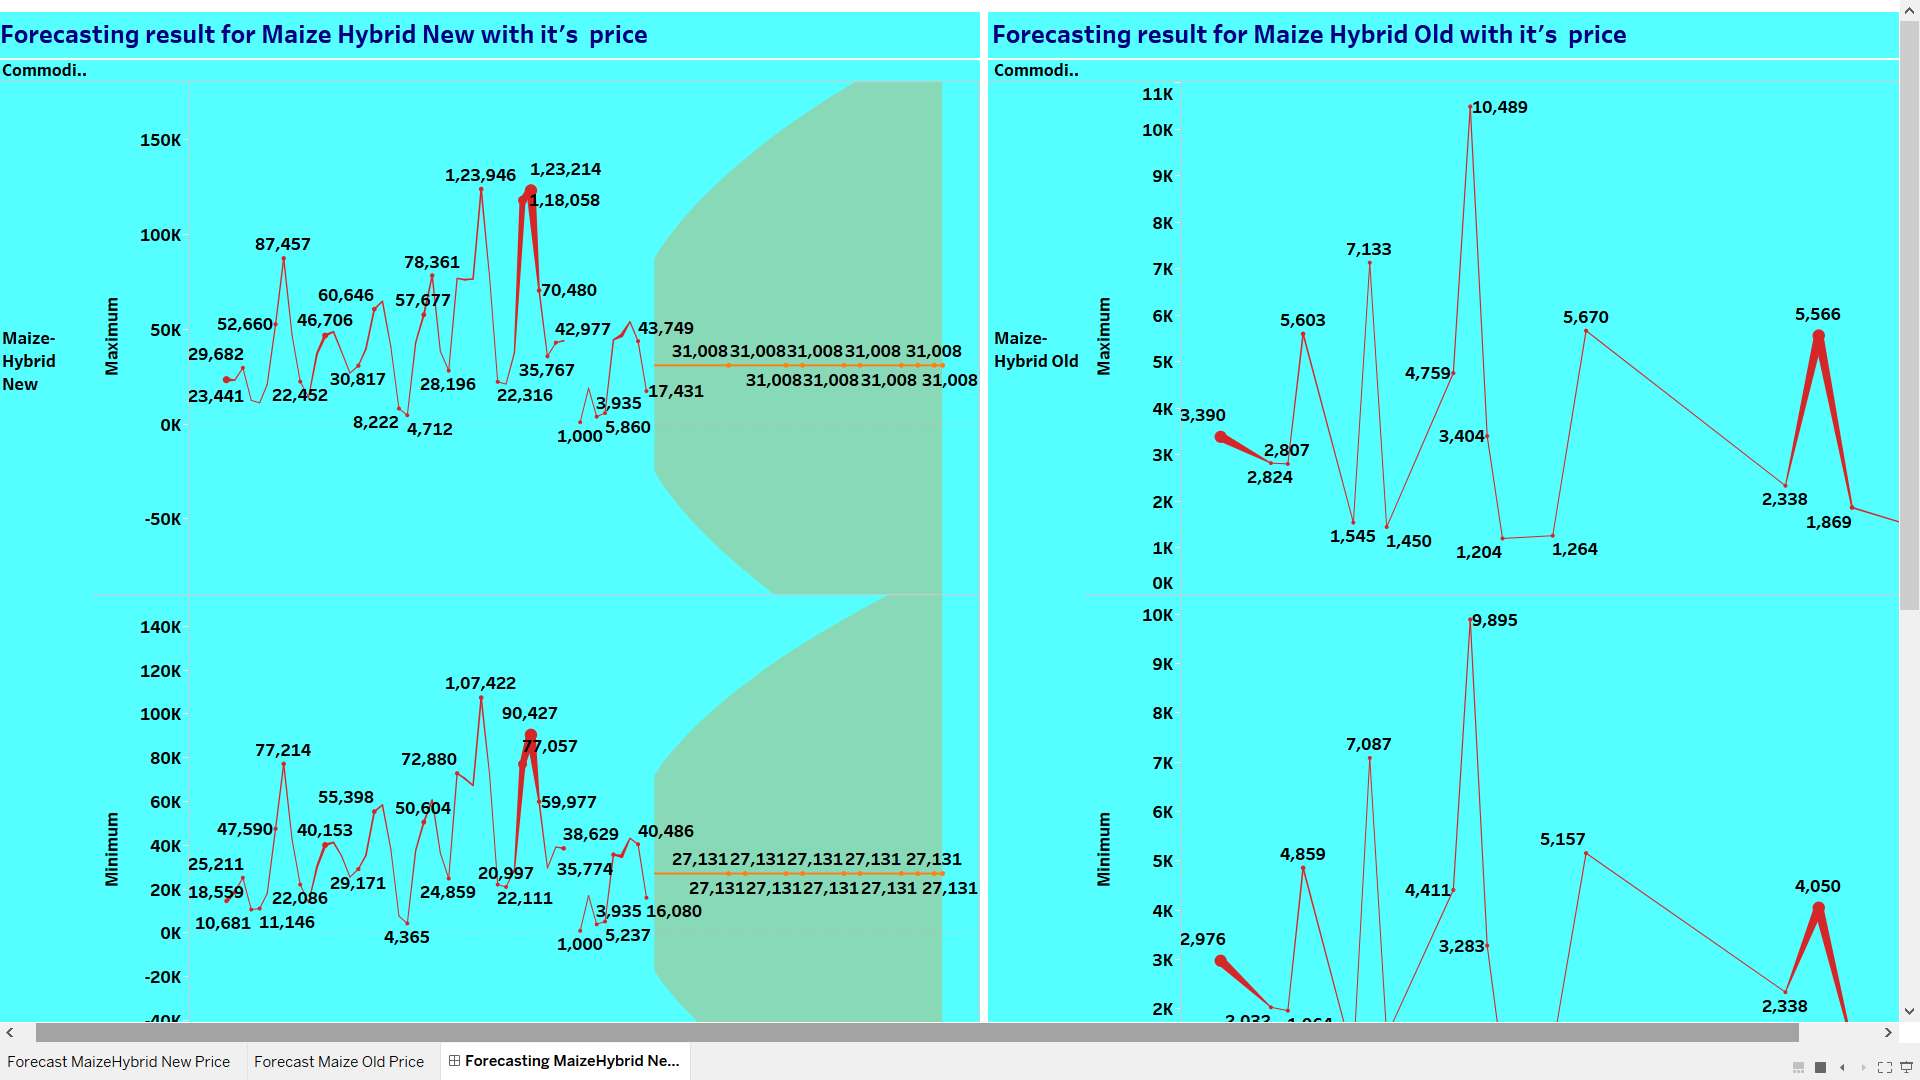 Forecasting result for Maize Hybrid New with it’s price
Commodi..
Maize-
Hybrid
New
Maximum
150K
100K
50K
0K
-50K
1,23,946
1,23,214
1,18,058
87,457
78,361
70,480
60,646
57,677
52,660
46,706
42,977
43,749
29,682
23,441
22,452
30,817
28,196
35,767
22,316
8,222
4,712
3,935
17,431
1,000
5,860
31,008
31,008
31,008
31,008
31,008
31,008
31,008
31,008
31,008
Minimum
140K
120K
100K
80K
60K
40K
20K
0K
-20K
-40K
1,07,422
90,427
77,057
77,214
72,880
59,977
55,398
50,604
47,590
40,153
38,629
40,486
25,211
18,559
22,086
29,171
24,859
20,997
35,774
22,111
10,681
11,146
4,365
3,935
16,080
1,000
5,237
27,131
27,131
27,131
27,131
27,131
27,131
27,131
27,131
27,131
27,131
Forecasting result for Maize Hybrid Old with it’s price
Commodi..
Maize-
Hybrid Old
Maximum
11K
10K
9K
8K
7K
6K
5K
4K
3K
2K
1K
0K
10,489
7,133
5,603
5,670
5,566
4,759
3,390
3,404
2,807
2,824
2,338
1,545
1,450
1,204
1,264
1,869
Minimum
10K
9K
8K
7K
6K
5K
4K
3K
2K
9,895
7,087
5,157
4,859
4,411
4,050
2,976
3,283
2,338
2,032
Forecast MaizeHybrid New Price
Forecast Maize Old Price
Forecasting MaizeHybrid Ne...